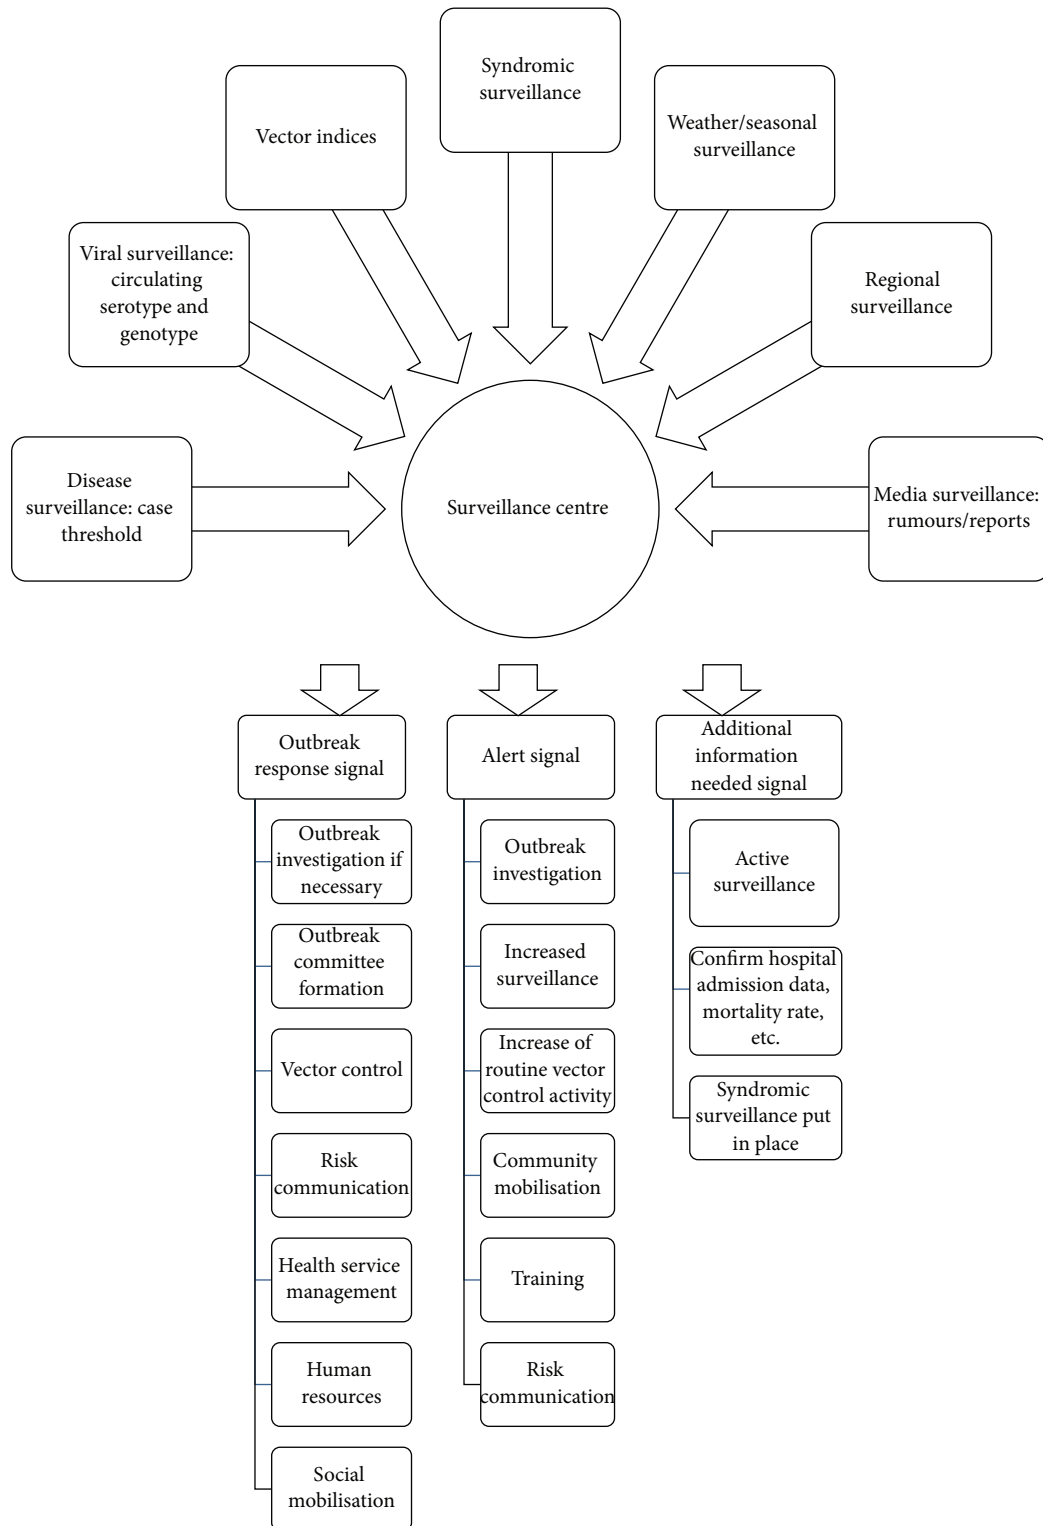 Syndromic
surveillance
Vector indices
Weather/seasonal
surveillance
Viral surveillance:
circulating
serotype and
genotype
Regional
surveillance
Disease
surveillance: case
threshold
Surveillance centre
Media surveillance:
rumours/reports
Outbreak
response signal
Outbreak
investigation if
necessary
Outbreak
committee
formation
Vector control
Risk
communication
Health service
management
Human
resources
Social
mobilisation
Alert signal
Outbreak
investigation
Increased
surveillance
Increase of
routine vector
control activity
Community
mobilisation
Training
Risk
communication
Additional
information
needed signal
Active
surveillance
Confirm hospital
admission data,
mortality rate,
etc.
Syndromic
surveillance put
in place